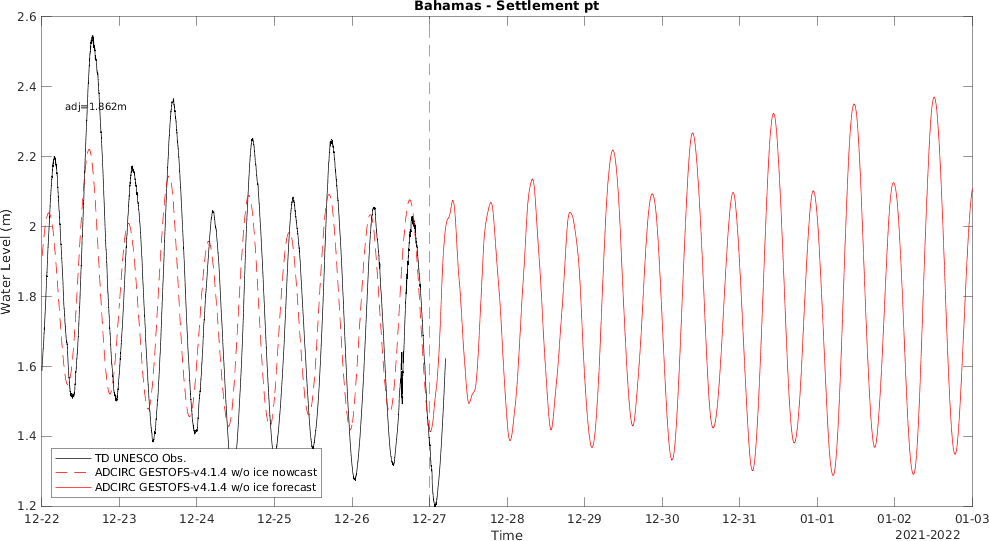 Bahamas - Settlement pt
2.6
2.4
2.2
2
1.8
1.6
1.4
1.2
Water Level (m)
adj=1.862m
TD UNESCO Obs.
ADCIRC GESTOFS-v4.1.4 w/o ice nowcast
ADCIRC GESTOFS-v4.1.4 w/o ice forecast
12-22 12-23 12-24 12-25 12-26 12-27 12-28 12-29 12-30 12-31 01-01 01-02 01-03
Time
2021-2022